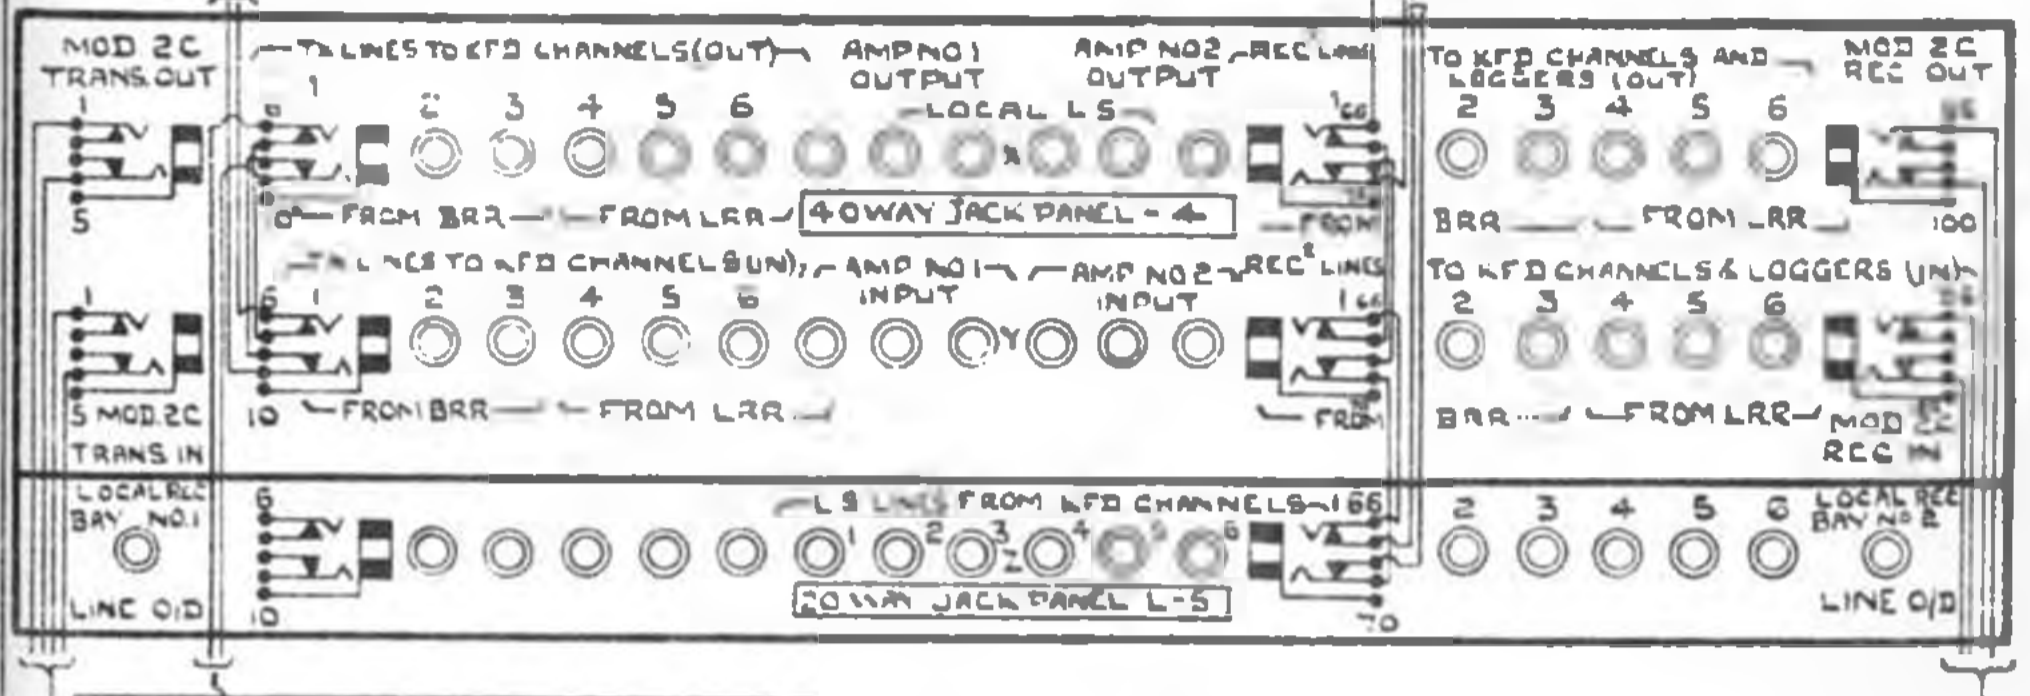 MOD 2C TRANS. OUT
TX LINES TO KFD CHANNELS (OUT)
AMP NO 1 OUTPUT
AMP NO 2 OUTPUT
REC LINES
TO KFD CHANNELS AND LOGGERS (OUT)
MOD 2C REC OUT
1
1
2 3 4 5 6
LOCAL LS
1 66
2 3 4 5 6
X
5
FROM BRR
FROM LRR
40 WAY JACK PANEL - 4
FROM
BRR
FROM LRR
100
LINES TO KFD CHANNELS (IN)
AMP NO 1 INPUT
AMP NO 2 INPUT
REC LINES
TO KFD CHANNELS & LOGGERS (IN)
1
6
1
2 3 4 5 6
1 66
2 3 4 5 6
Y
5 MOD. 2C TRANS IN
10
FROM BRR
FROM LRR
FROM
BRR
FROM LRR
MOD REC IN
LOCAL REC BAY NO. 1
6
LS LINES FROM KFD CHANNELS
1 66
2 3 4 5 6
LOCAL REC BAY NO 2
1 2 3 4 5 6
Z
LINE O/D
10
20 WAY JACK PANEL L-5
70
LINE O/D